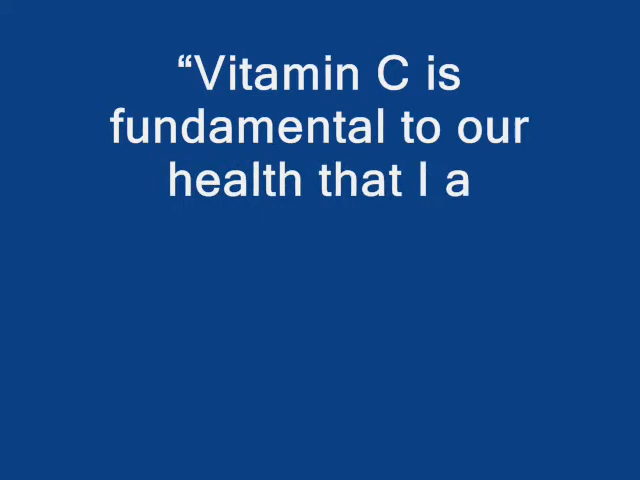 “Vitamin C is
fundamental to our
health that I a